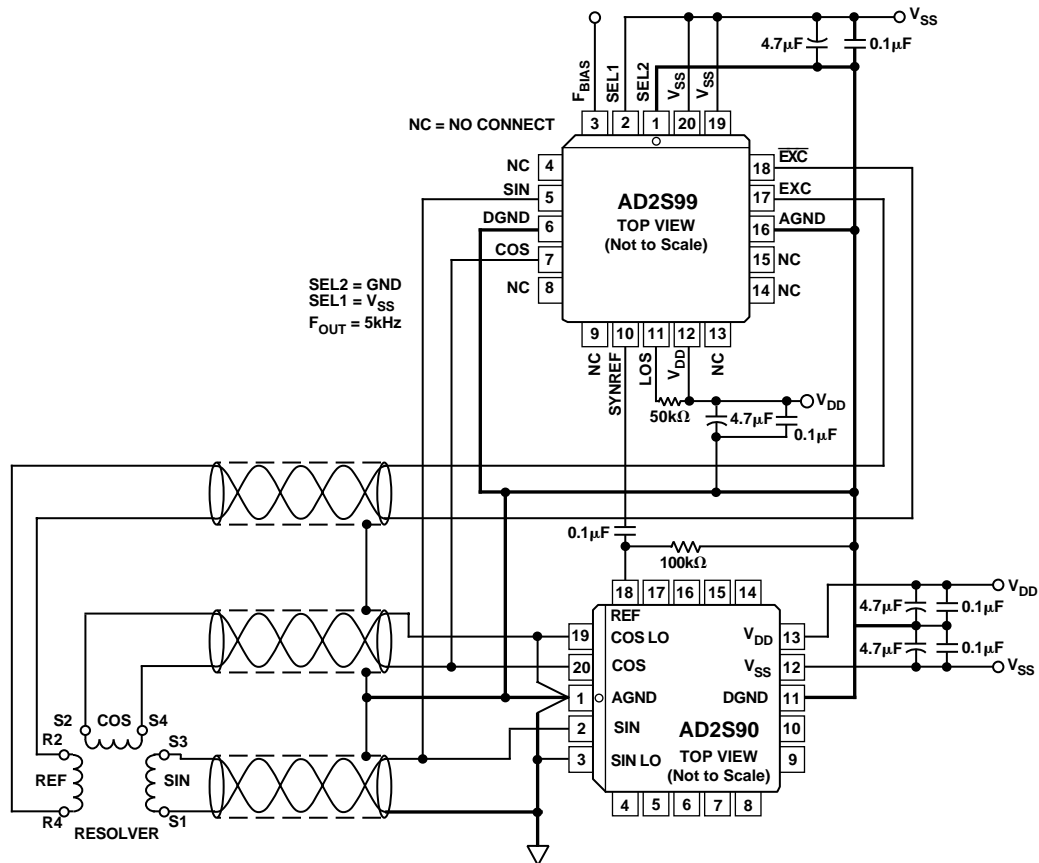 V_SS
4.7µF
0.1µF
F_BIAS
SEL1
SEL2
V_SS
V_SS
NC = NO CONNECT
3
2
1
20
19
NC
4
SIN
5
DGND
6
COS
7
NC
8
AD2S99
TOP VIEW
(Not to Scale)
18
EXC
17
EXC
16
AGND
15
NC
14
NC
SEL2 = GND
SEL1 = V_SS
F_OUT = 5kHz
9
10
11
12
13
NC
SYNREF
LOS
V_DD
NC
50kΩ
4.7µF
0.1µF
V_DD
0.1µF
100kΩ
18
17
16
15
14
REF
19
COS LO
20
COS
1
AGND
2
SIN
3
SIN LO
V_DD
13
V_SS
12
DGND
11
10
9
AD2S90
TOP VIEW
(Not to Scale)
4
5
6
7
8
4.7µF
0.1µF
V_DD
4.7µF
0.1µF
V_SS
S2
COS
S4
R2
S3
REF
SIN
R4
S1
RESOLVER